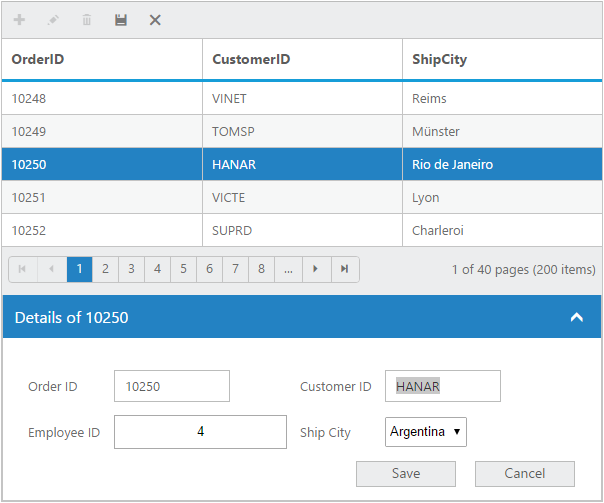 OrderID CustomerID ShipCity
10248 VINET Reims
10249 TOMSP Münster
10250 HANAR Rio de Janeiro
10251 VICTE Lyon
10252 SUPRD Charleroi
1 2 3 4 5 6 7 8 ... 1 of 40 pages (200 items)
Details of 10250
Order ID 10250 Customer ID HANAR
Employee ID 4 Ship City Argentina
Save Cancel